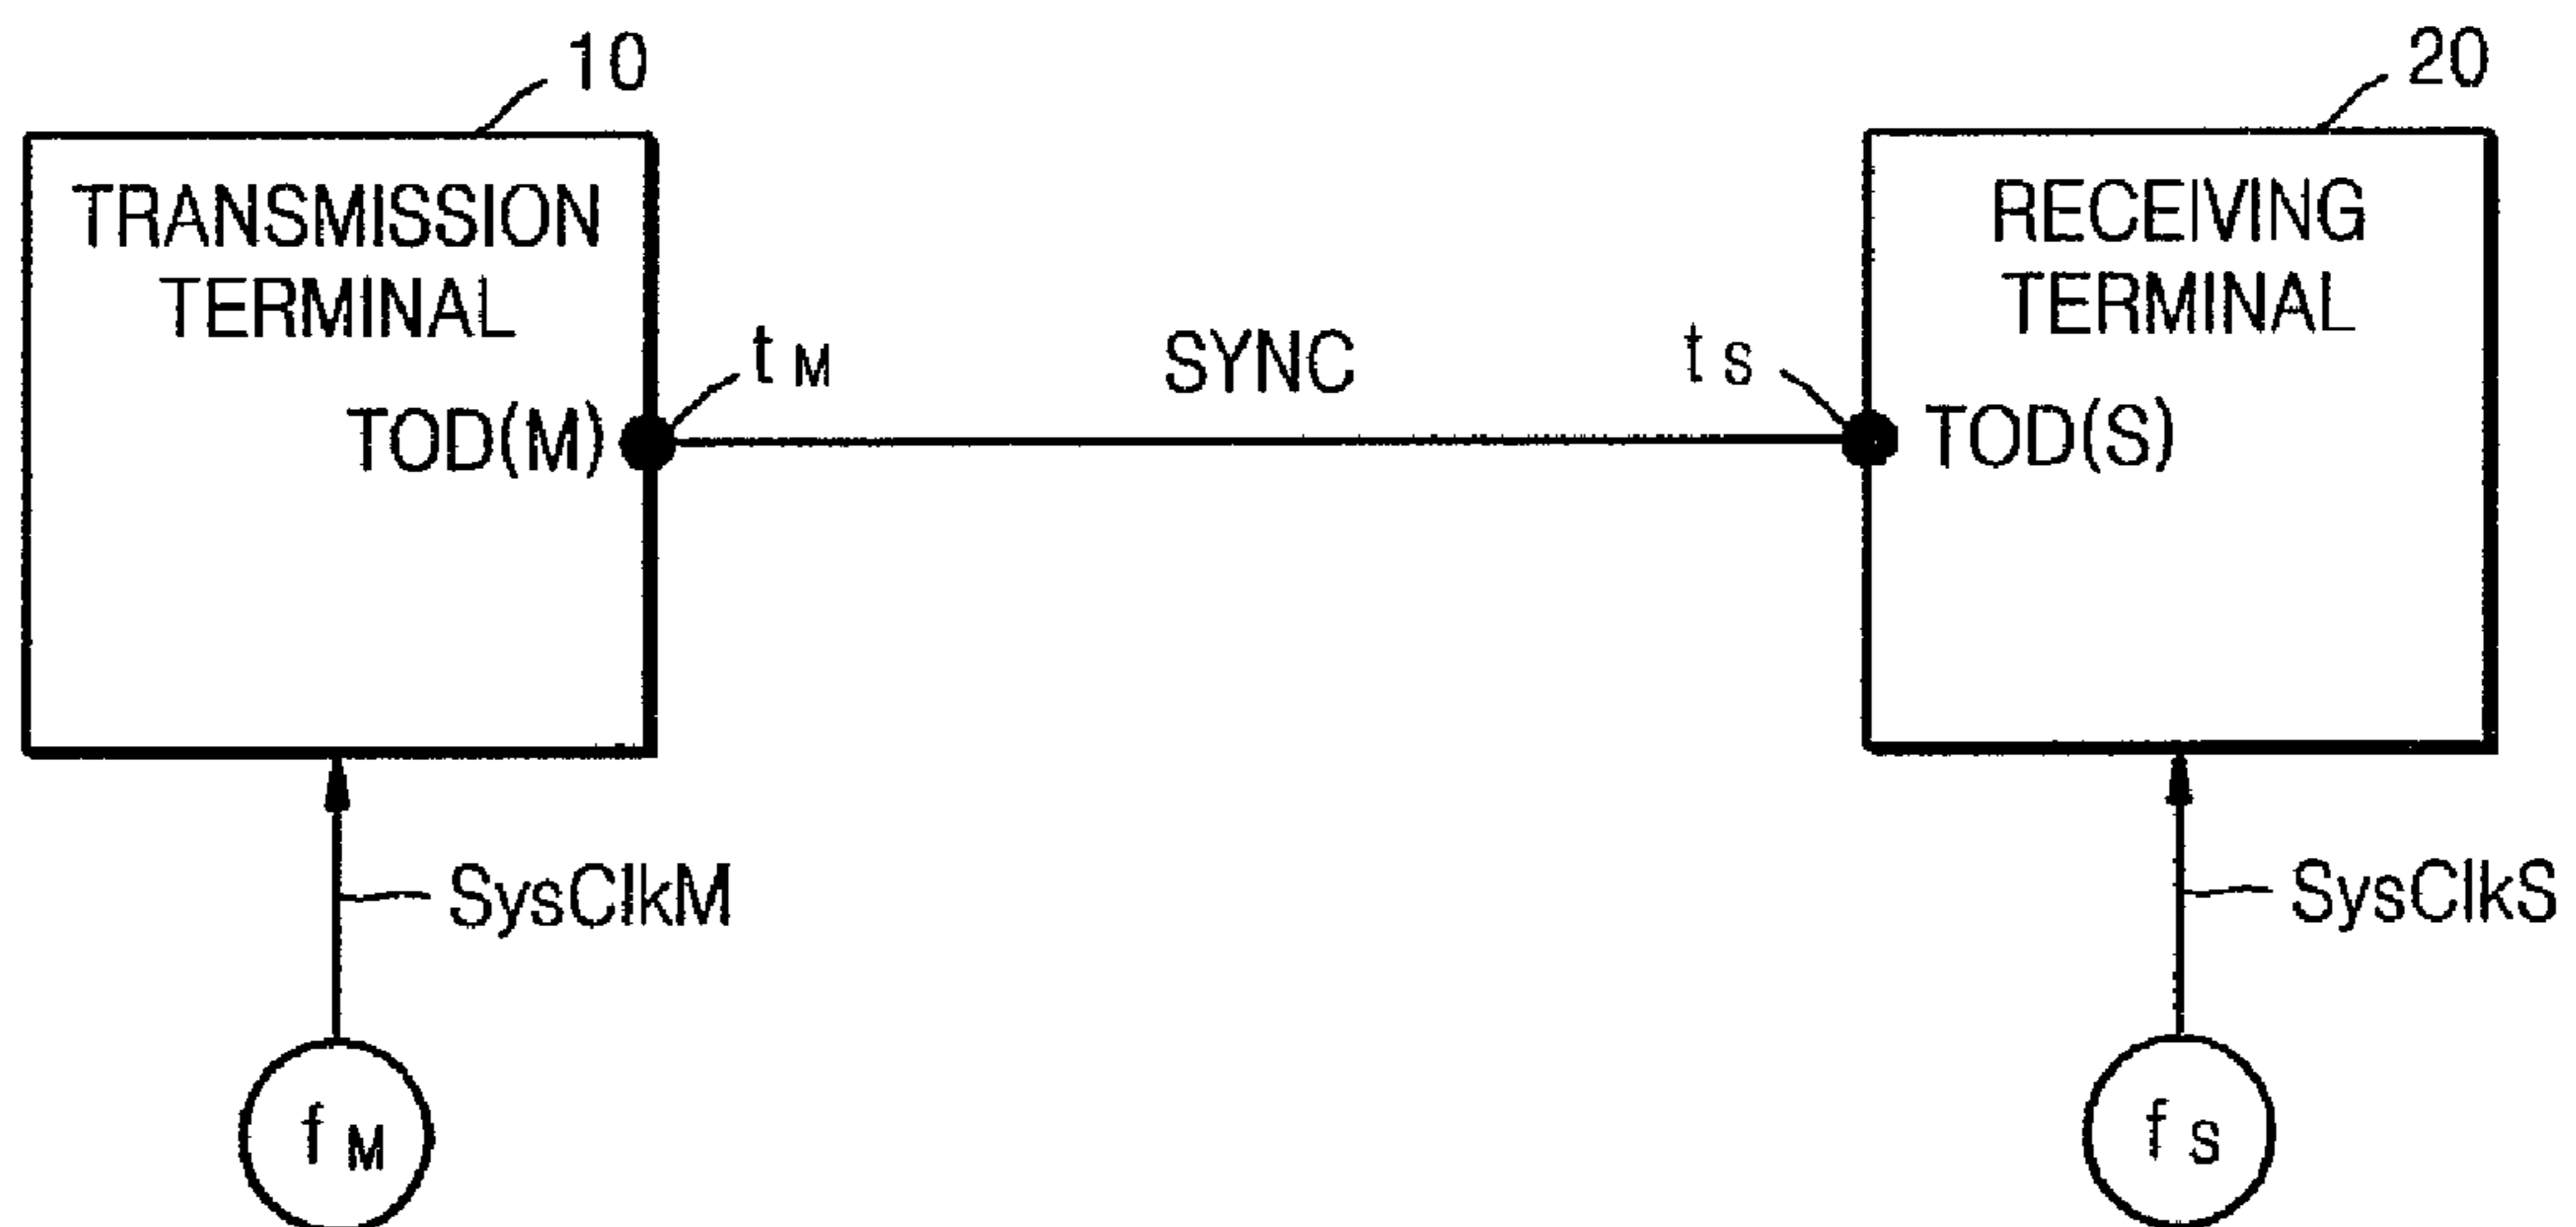 10
20
TRANSMISSION
TERMINAL
RECEIVING
TERMINAL
tM
SYNC
tS
TOD(M)
TOD(S)
SysClkM
SysClkS
fM
fS